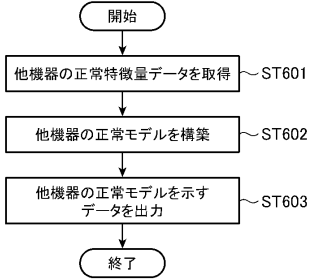 開始
他機器の正常特徴量データを取得
ST601
他機器の正常モデルを構築
ST602
他機器の正常モデルを示す
データを出力
ST603
終了